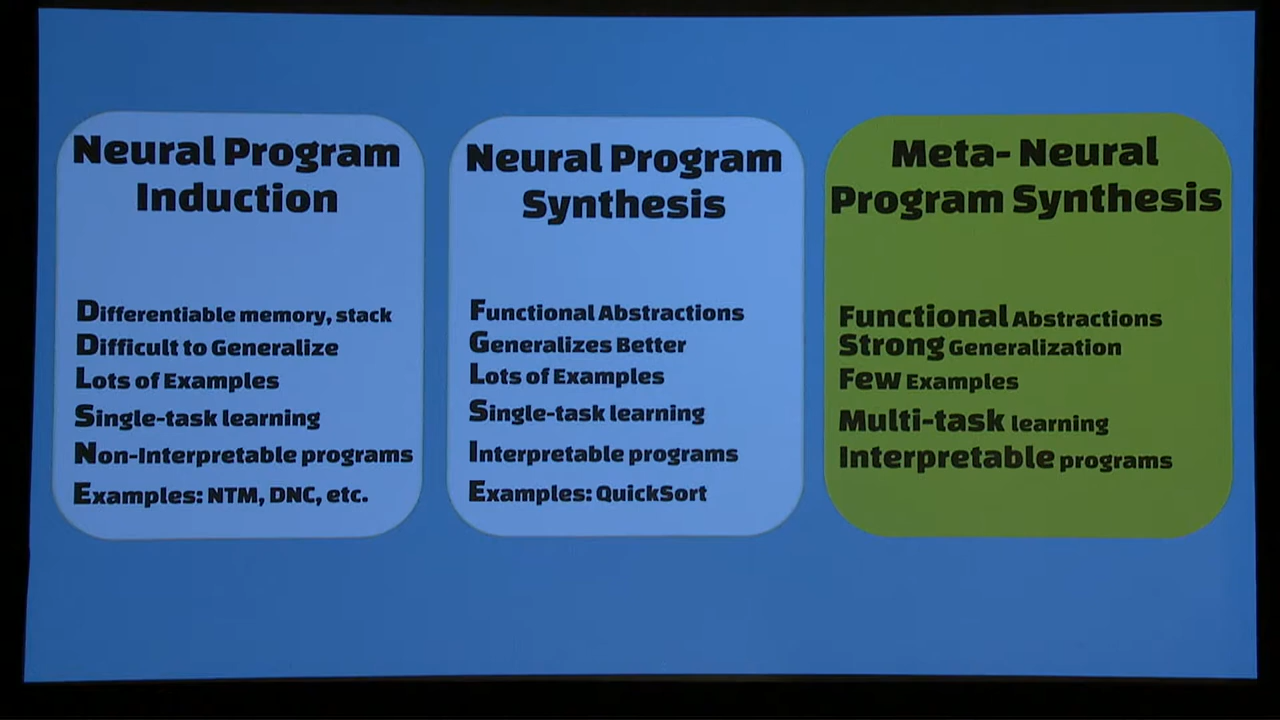 Neural Program
Induction
Differentiable memory, stack
Difficult to Generalize
Lots of Examples
Single-task learning
Non-Interpretable programs
Examples: NTM, DNC, etc.
Neural Program
Synthesis
Functional Abstractions
Generalizes Better
Lots of Examples
Single-task learning
Interpretable programs
Examples: QuickSort
Meta- Neural
Program Synthesis
Functional Abstractions
Strong Generalization
Few Examples
Multi-task learning
Interpretable programs